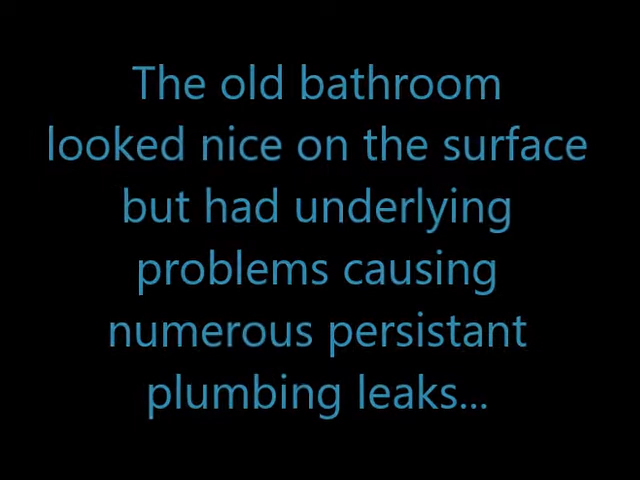 The old bathroom
looked nice on the surface
but had underlying
problems causing
numerous persistant
plumbing leaks...